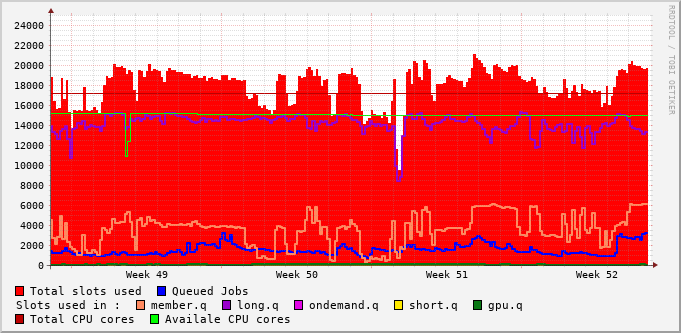 RRDTOOL / TOBI OETIKER
24000
22000
20000
18000
16000
14000
12000
10000
8000
6000
4000
2000
0
Week 49 Week 50 Week 51 Week 52
Total slots used Queued Jobs
Slots used in : member.q long.q ondemand.q short.q gpu.q
Total CPU cores Availale CPU cores